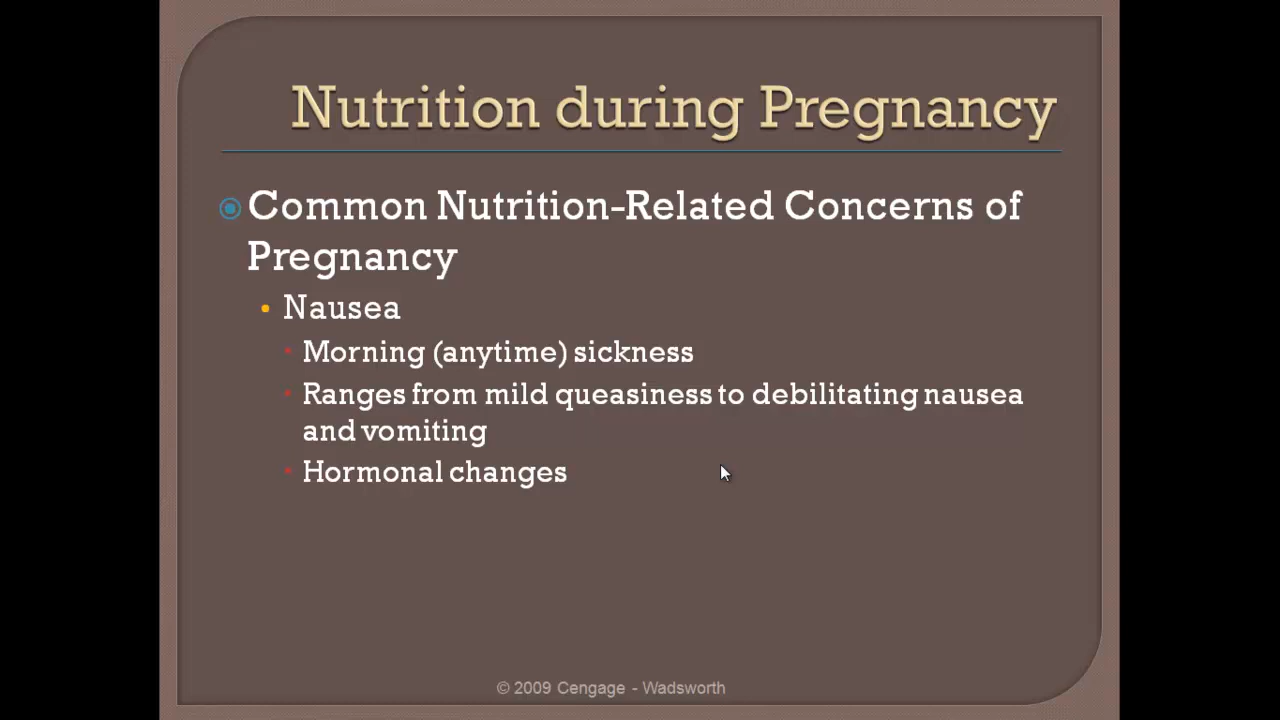 Nutrition during Pregnancy
Common Nutrition-Related Concerns of
Pregnancy
Nausea
Morning (anytime) sickness
Ranges from mild queasiness to debilitating nausea
and vomiting
Hormonal changes
© 2009 Cengage - Wadsworth